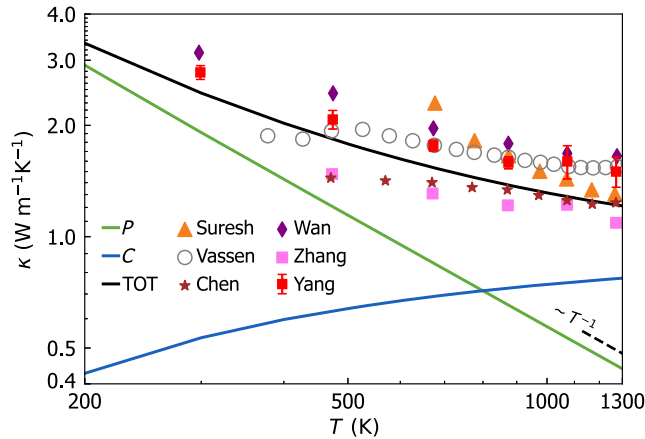 4.0
3.0
2.0
1.0
0.5
0.4
κ (W m⁻¹K⁻¹)
P
C
TOT
Suresh
Vassen
Chen
Wan
Zhang
Yang
~ T⁻¹
200
500
1000
1300
T (K)